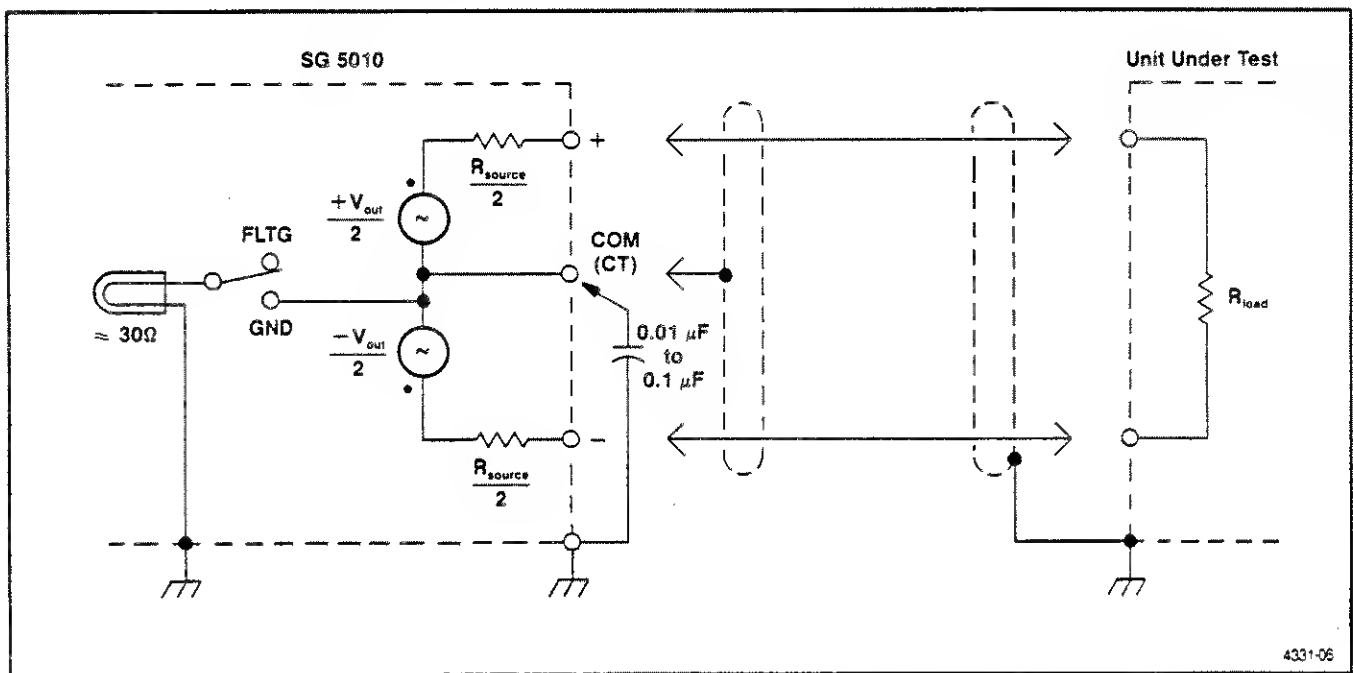 SG 5010
Unit Under Test
+
R_source
2
+V_out
2
~
FLTG
COM
(CT)
GND
≈ 30Ω
0.01 µF
to
0.1 µF
R_load
−V_out
2
~
−
R_source
2
4331-06